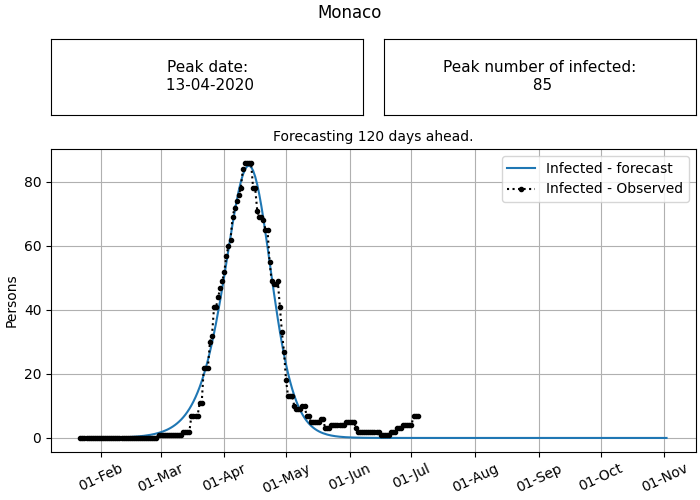 Monaco
Peak date:
13-04-2020
Peak number of infected:
85
Forecasting 120 days ahead.
Infected - forecast
Infected - Observed
Persons
80
60
40
20
0
01-Feb
01-Mar
01-Apr
01-May
01-Jun
01-Jul
01-Aug
01-Sep
01-Oct
01-Nov